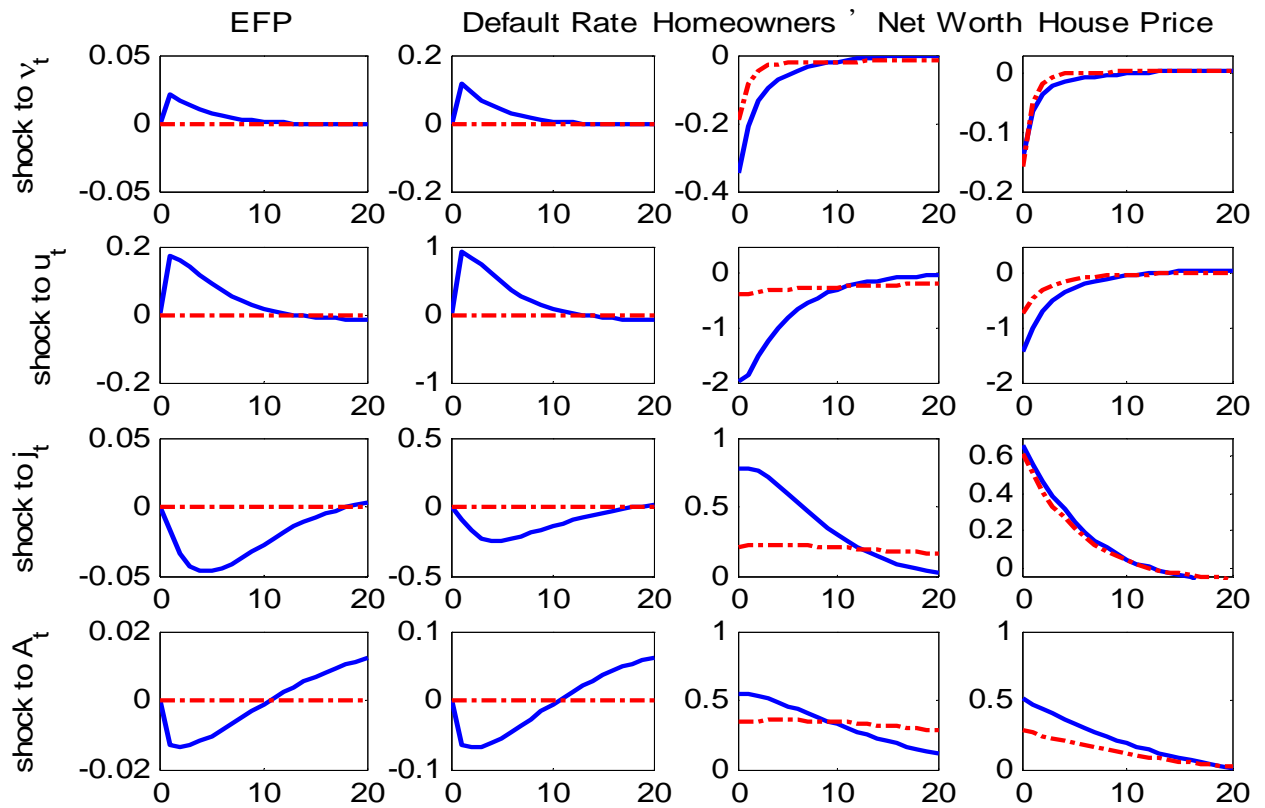 EFP Default Rate Homeowners ’ Net Worth House Price
shock to ν_t
0.05 0.2 0 0
0 0 -0.2 -0.1
-0.05 -0.2 -0.4 -0.2
0 10 20 0 10 20 0 10 20 0 10 20
shock to u_t
0.2 1 0 0
0 0 -1 -1
-0.2 -1 -2 -2
0 10 20 0 10 20 0 10 20 0 10 20
shock to j_t
0.05 0.5 1 0.6
0 0 0.5 0.4
0.2
-0.05 -0.5 0 0
0 10 20 0 10 20 0 10 20 0 10 20
shock to A_t
0.02 0.1 1 1
0 0 0.5 0.5
-0.02 -0.1 0 0
0 10 20 0 10 20 0 10 20 0 10 20